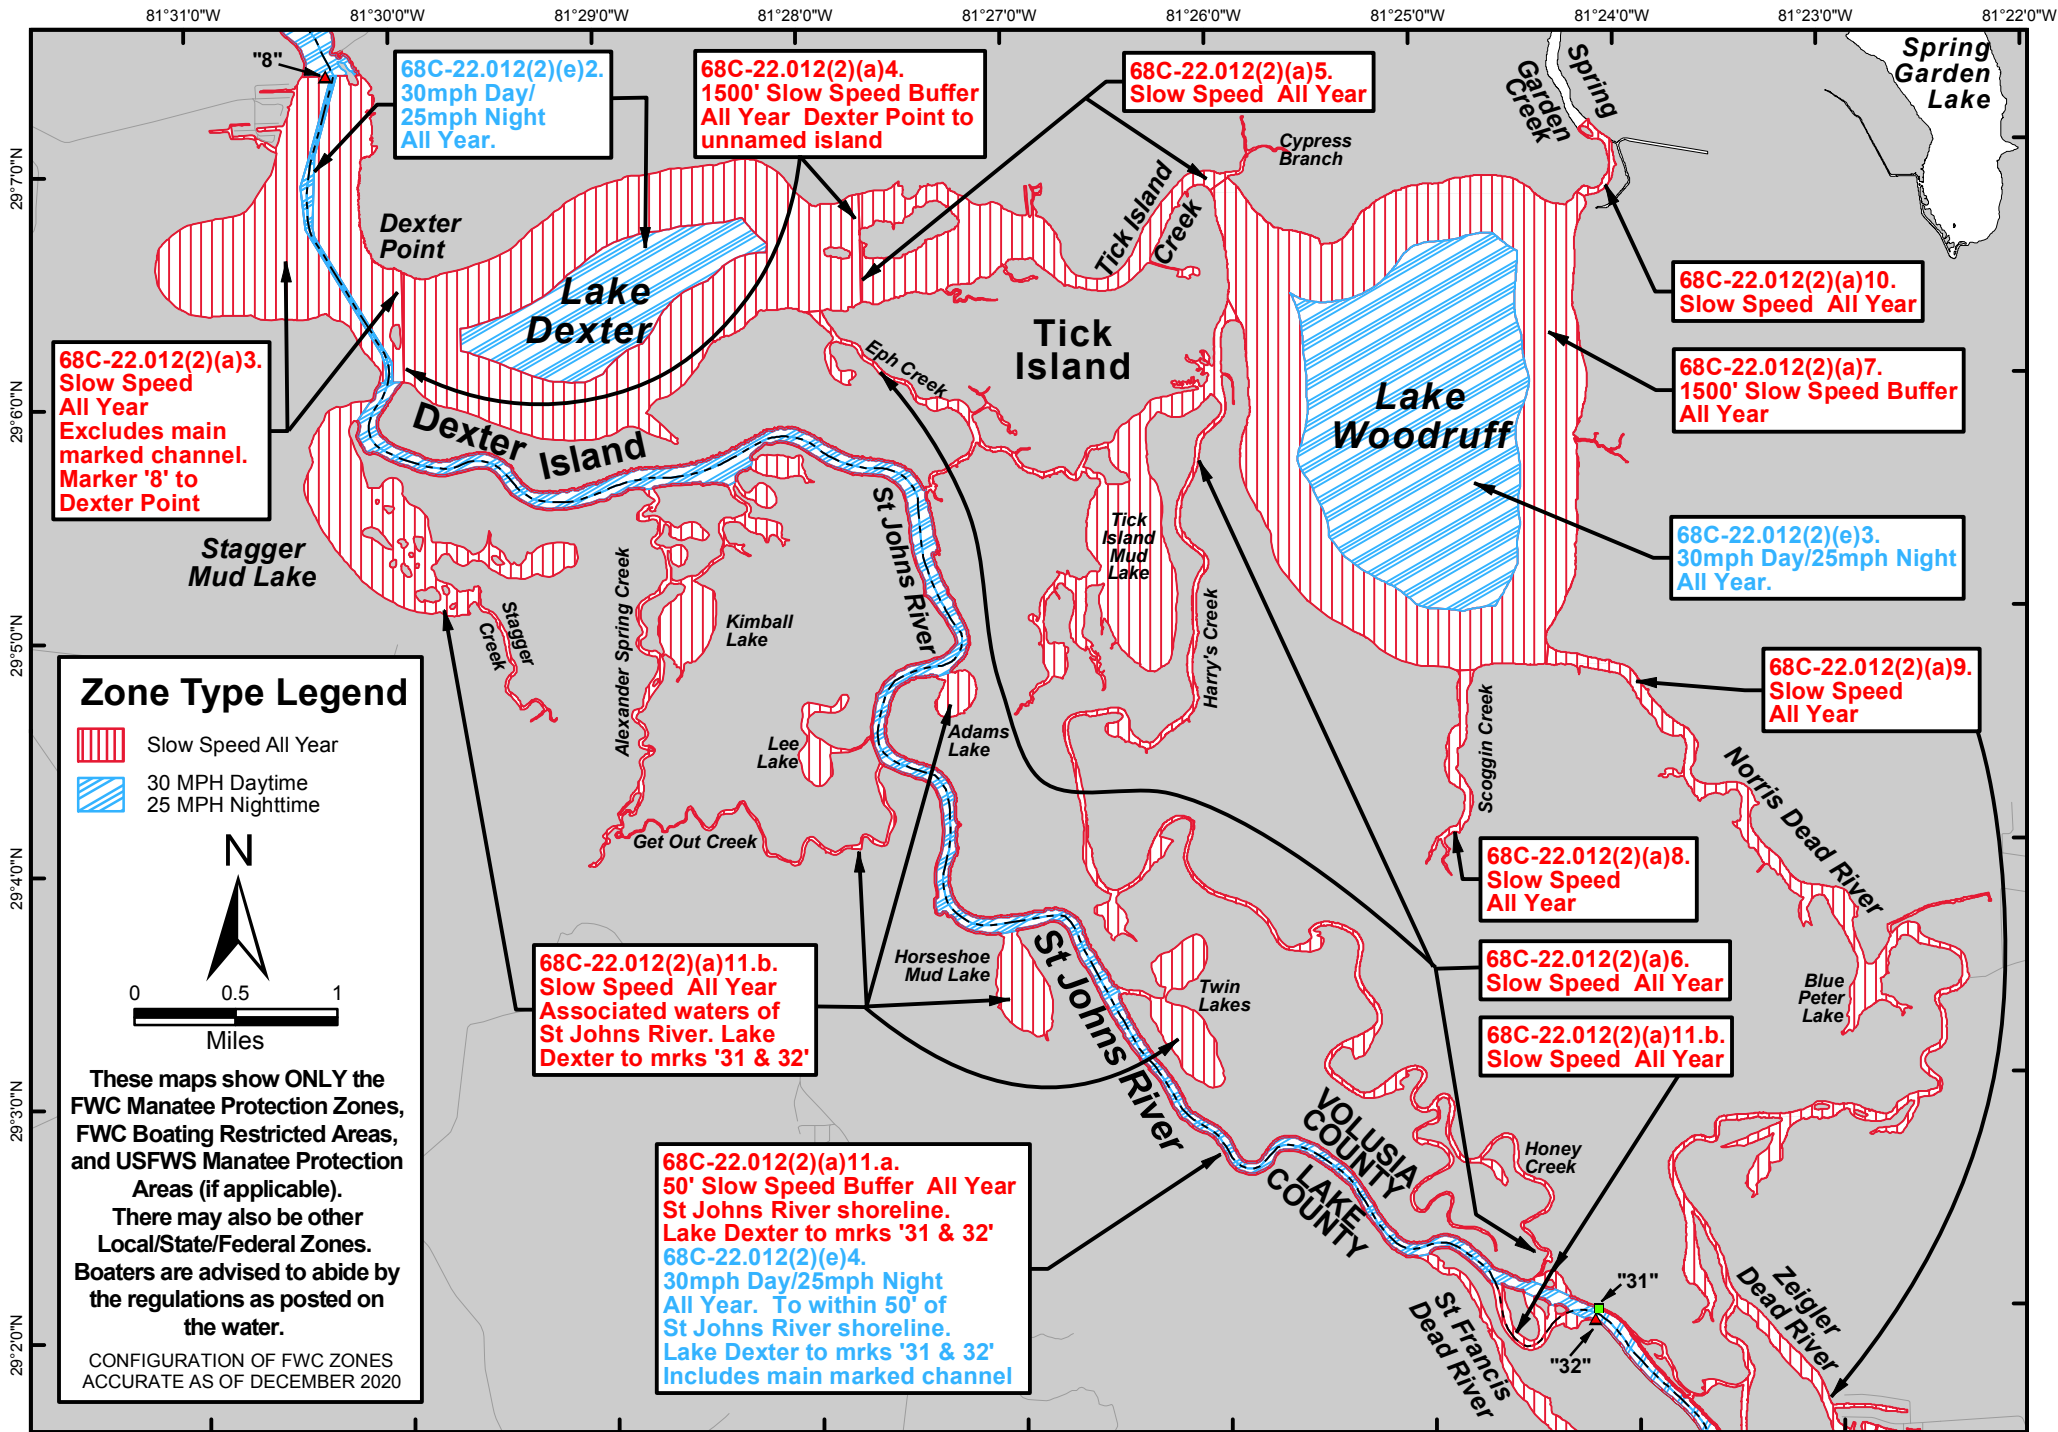 81°31'0"W
81°30'0"W
81°29'0"W
81°28'0"W
81°27'0"W
81°26'0"W
81°25'0"W
81°24'0"W
81°23'0"W
81°22'0"W
29°7'0"N
29°6'0"N
29°5'0"N
29°4'0"N
29°3'0"N
29°2'0"N
"8"
68C-22.012(2)(e)2.
30mph Day/
25mph Night
All Year.
68C-22.012(2)(a)4.
1500' Slow Speed Buffer
All Year Dexter Point to
unnamed island
68C-22.012(2)(a)5.
Slow Speed All Year
Spring
Garden
Creek
Spring
Garden
Lake
Cypress
Branch
Tick Island
Creek
Dexter
Point
Lake
Dexter
Tick
Island
Eph Creek
Lake
Woodruff
68C-22.012(2)(a)10.
Slow Speed All Year
68C-22.012(2)(a)7.
1500' Slow Speed Buffer
All Year
68C-22.012(2)(e)3.
30mph Day/25mph Night
All Year.
68C-22.012(2)(a)3.
Slow Speed
All Year
Excludes main
marked channel.
Marker '8' to
Dexter Point
Dexter Island
Stagger
Mud Lake
Stagger
Creek
Alexander Spring Creek
Kimball
Lake
St Johns River
Tick
Island
Mud
Lake
Harry's Creek
Adams
Lake
Lee
Lake
Get Out Creek
Scoggin Creek
68C-22.012(2)(a)9.
Slow Speed
All Year
Norris Dead River
68C-22.012(2)(a)8.
Slow Speed
All Year
68C-22.012(2)(a)6.
Slow Speed All Year
68C-22.012(2)(a)11.b.
Slow Speed All Year
Blue
Peter
Lake
Horseshoe
Mud Lake
Twin
Lakes
St Johns River
68C-22.012(2)(a)11.b.
Slow Speed All Year
Associated waters of
St Johns River. Lake
Dexter to mrks '31 & 32'
68C-22.012(2)(a)11.a.
50' Slow Speed Buffer All Year
St Johns River shoreline.
Lake Dexter to mrks '31 & 32'
68C-22.012(2)(e)4.
30mph Day/25mph Night
All Year. To within 50' of
St Johns River shoreline.
Lake Dexter to mrks '31 & 32'
Includes main marked channel
VOLUSIA
COUNTY
LAKE
COUNTY
Honey
Creek
"31"
"32"
St Francis
Dead River
Zeigler
Dead River
Zone Type Legend
Slow Speed All Year
30 MPH Daytime
25 MPH Nighttime
N
0 0.5 1
Miles
These maps show ONLY the
FWC Manatee Protection Zones,
FWC Boating Restricted Areas,
and USFWS Manatee Protection
Areas (if applicable).
There may also be other
Local/State/Federal Zones.
Boaters are advised to abide by
the regulations as posted on
the water.
CONFIGURATION OF FWC ZONES
ACCURATE AS OF DECEMBER 2020